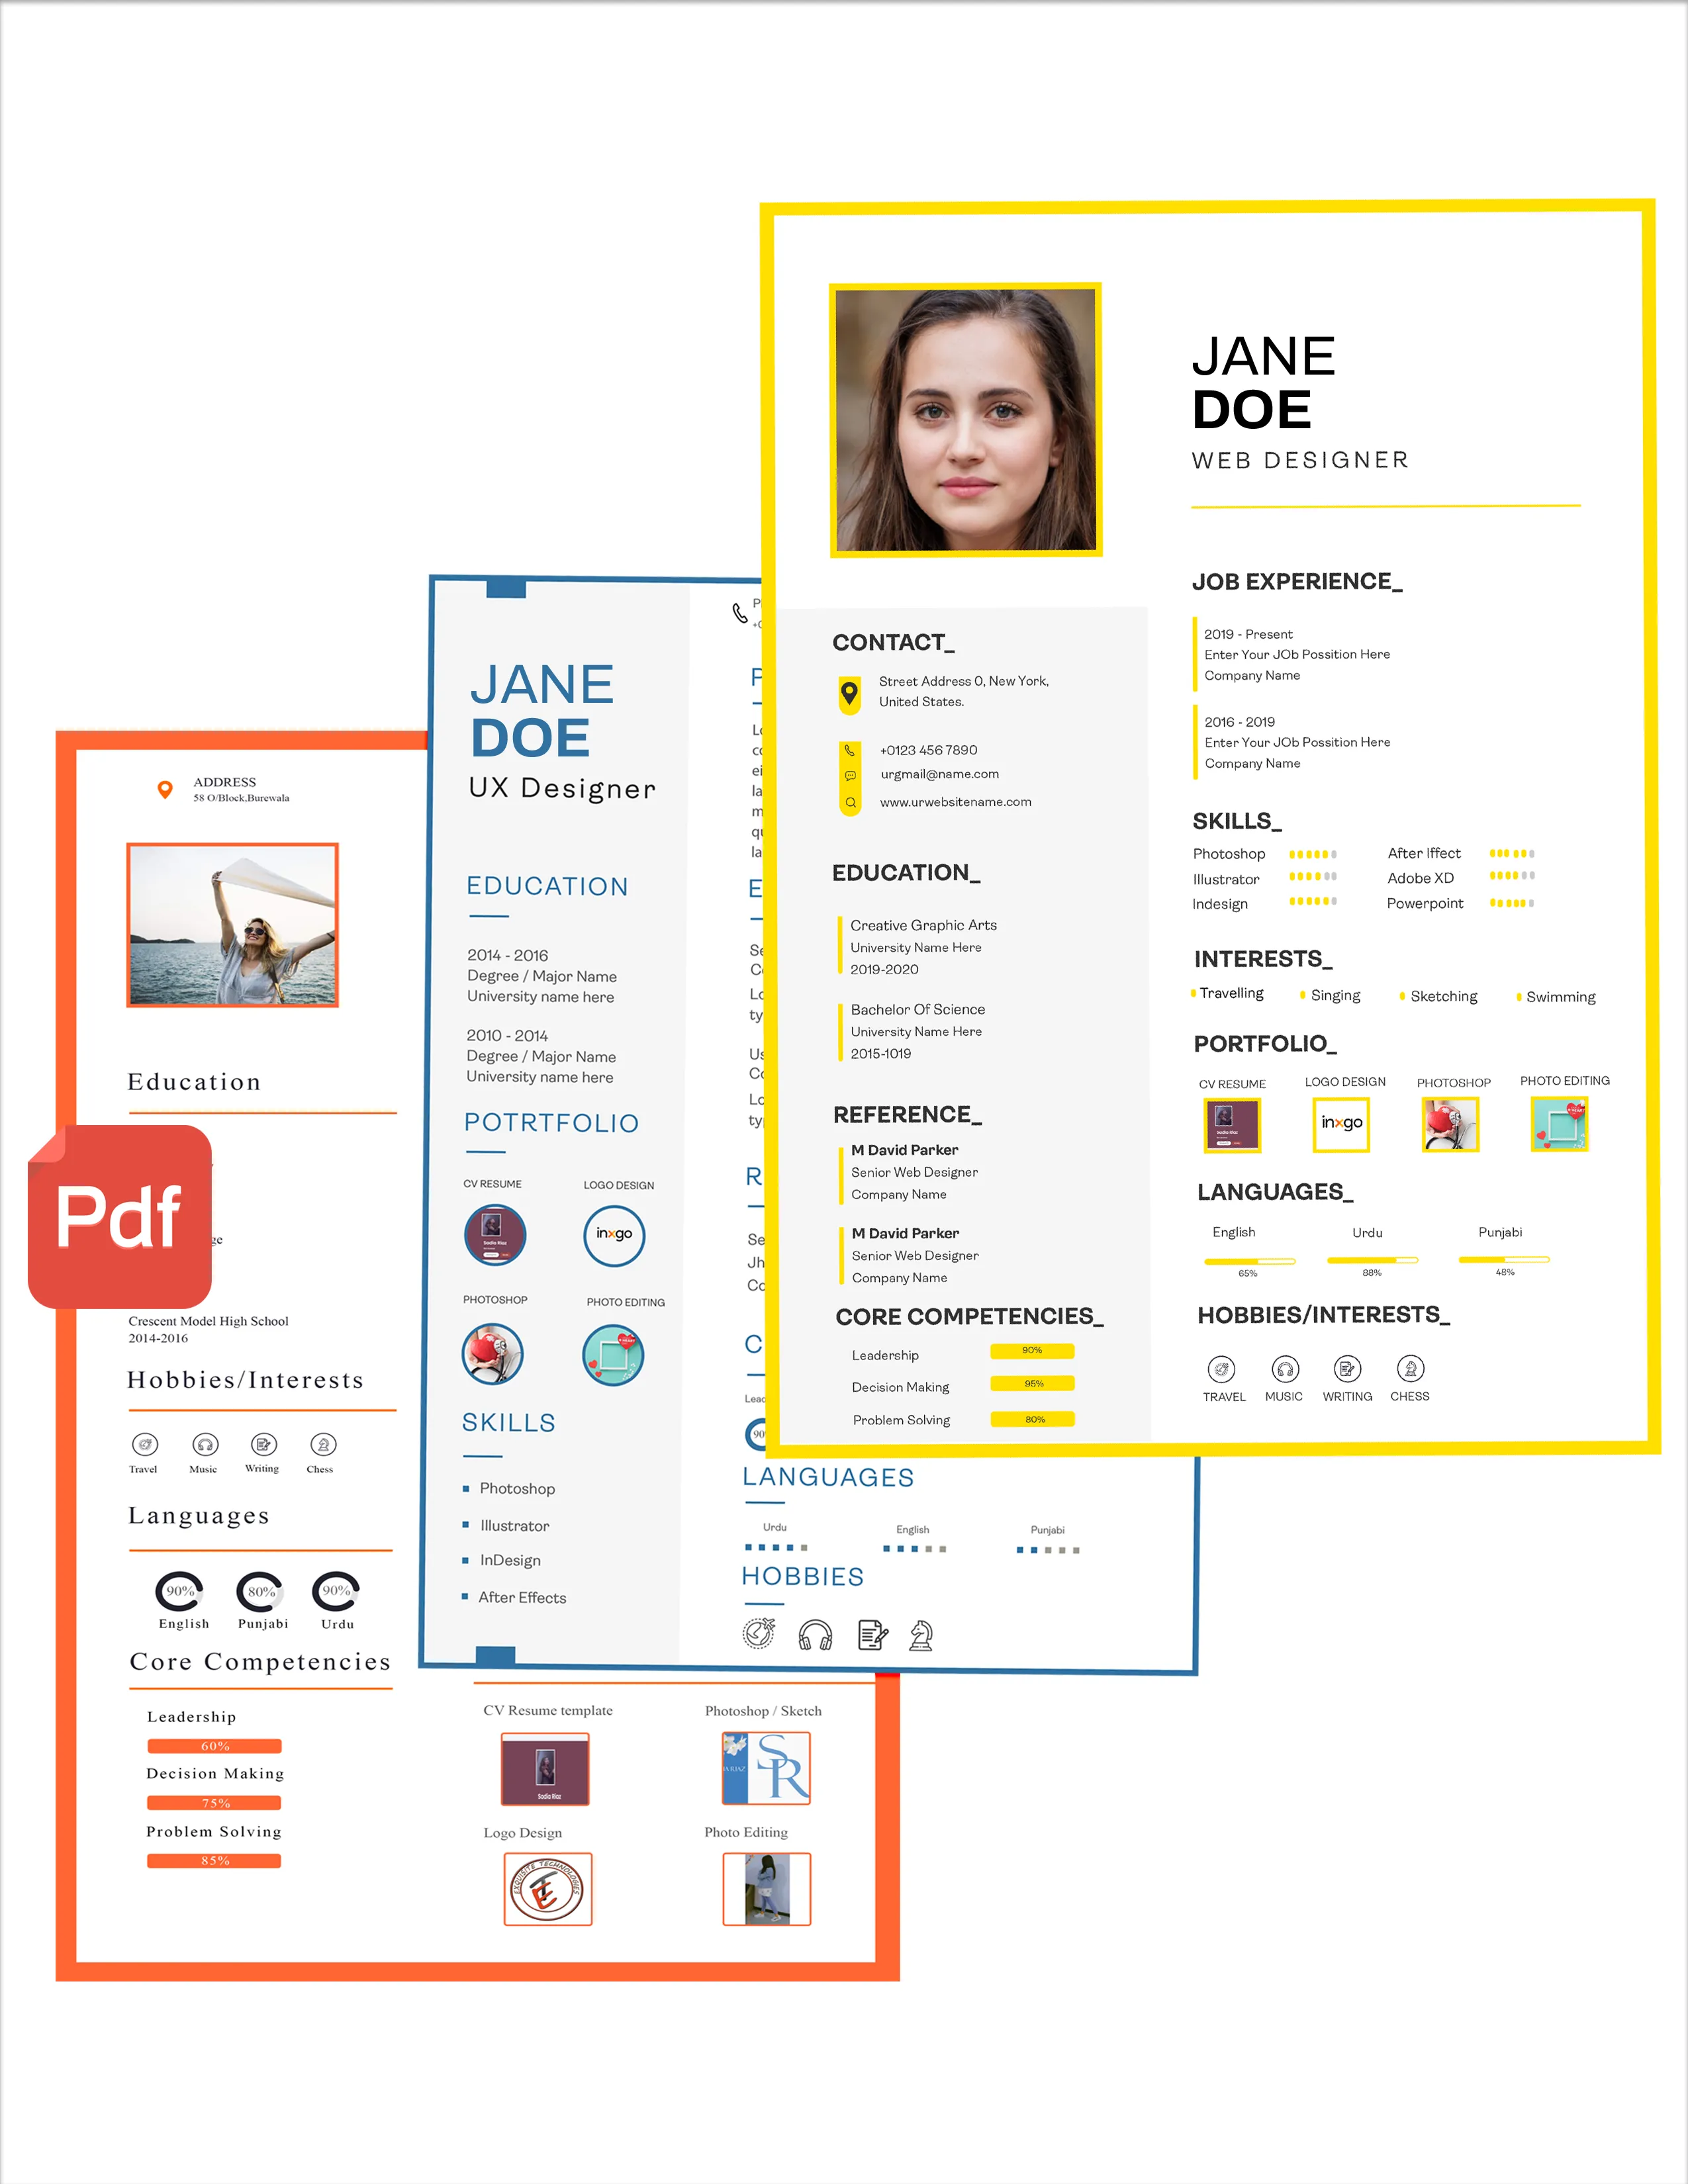 JANE
DOE
WEB DESIGNER
CONTACT_
Street Address 0, New York,
United States.
+0123 456 7890
urgmail@name.com
www.urwebsitename.com
EDUCATION_
Creative Graphic Arts
University Name Here
2019-2020
Bachelor Of Science
University Name Here
2015-1019
REFERENCE_
M David Parker
Senior Web Designer
Company Name
M David Parker
Senior Web Designer
Company Name
CORE COMPETENCIES_
Leadership 90%
Decision Making 95%
Problem Solving 80%
JOB EXPERIENCE_
2019 - Present
Enter Your JOb Possition Here
Company Name
2016 - 2019
Enter Your JOb Possition Here
Company Name
SKILLS_
Photoshop After Iffect
Illustrator Adobe XD
Indesign Powerpoint
INTERESTS_
Travelling Singing Sketching Swimming
PORTFOLIO_
CV RESUME LOGO DESIGN PHOTOSHOP PHOTO EDITING
Sadia Riaz
inxgo
LANGUAGES_
English Urdu Punjabi
65% 88% 48%
HOBBIES/INTERESTS_
TRAVEL MUSIC WRITING CHESS
JANE
DOE
UX Designer
EDUCATION
2014 - 2016
Degree / Major Name
University name here
2010 - 2014
Degree / Major Name
University name here
POTRTFOLIO
CV RESUME LOGO DESIGN
Sadia Riaz
inxgo
PHOTOSHOP PHOTO EDITING
SKILLS
Photoshop
Illustrator
InDesign
After Effects
LANGUAGES
Urdu English Punjabi
HOBBIES
ADDRESS
58 O/Block,Burewala
Education
Pdf
Crescent Model High School
2014-2016
Hobbies/Interests
Travel Music Writing Chess
Languages
90% 80% 90%
English Punjabi Urdu
Core Competencies
Leadership
60%
Decision Making
75%
Problem Solving
85%
CV Resume template Photoshop / Sketch
Sadia Riaz
SR
Logo Design Photo Editing
EXQUISITE TECHNOLOGIES